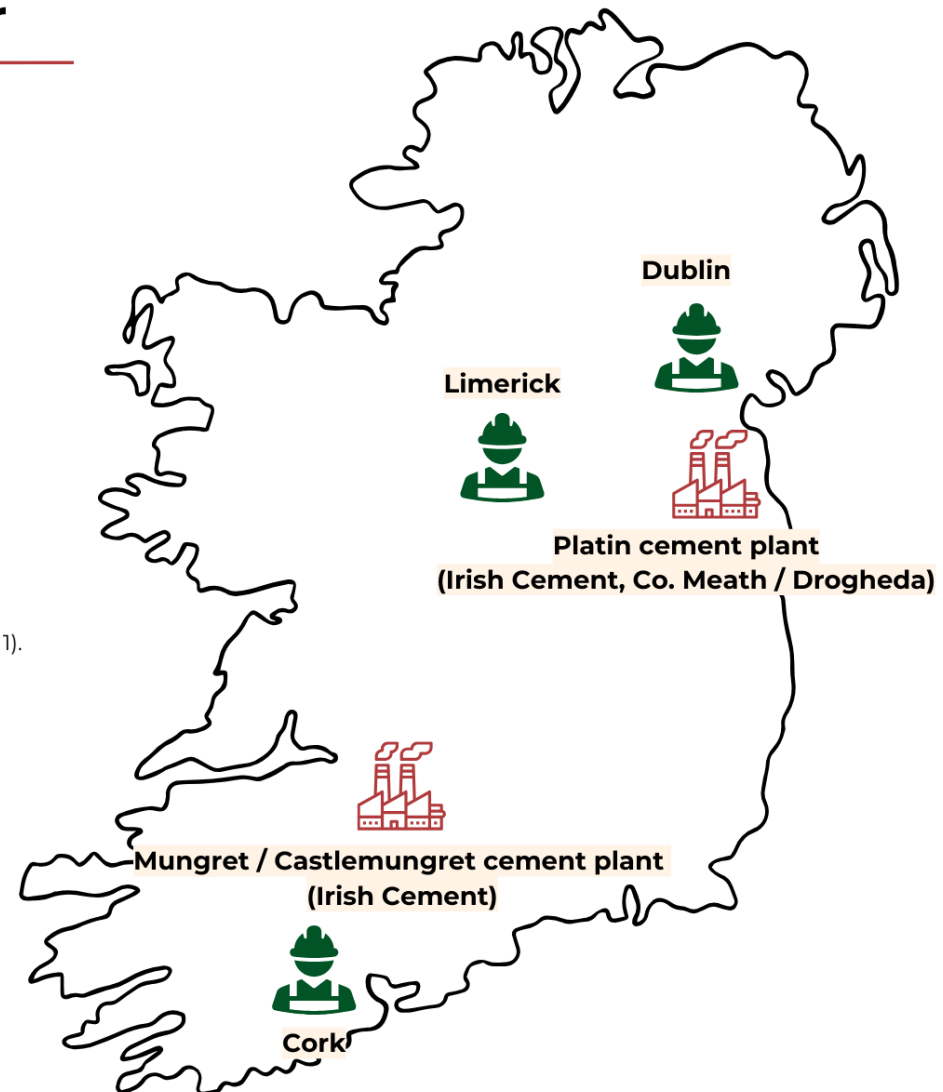 r
Dublin
Limerick
Platin cement plant
(Irish Cement, Co. Meath / Drogheda)
1).
Mungret / Castlemungret cement plant
(Irish Cement)
Cork